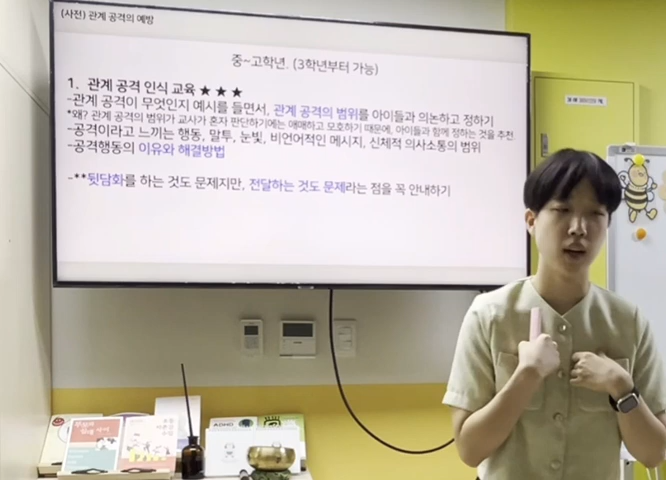 (사전) 관계 공격의 예방
중~고학년. (3학년부터 가능)
1. 관계 공격 인식 교육 ★ ★ ★
-관계 공격이 무엇인지 예시를 들면서, 관계 공격의 범위를 아이들과 의논하고 정하기
*왜? 관계 공격의 범위가 교사가 혼자 판단하기에는 애매하고 모호하기 때문에, 아이들과 함께 정하는 것을 추천.
-공격이라고 느끼는 행동, 말투, 눈빛, 비언어적인 메시지, 신체적 의사소통의 범위
-공격행동의 이유와 해결방법
-**뒷담화를 하는 것도 문제지만, 전달하는 것도 문제라는 점을 꼭 안내하기
ADHD